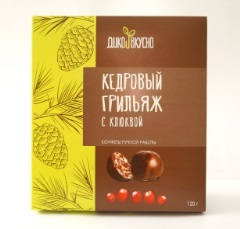 ДИКО ВКУСНО
КЕДРОВЫЙ
ГРИЛЬЯЖ
С КЛЮКВОЙ
КОНФЕТЫ РУЧНОЙ РАБОТЫ
120 г